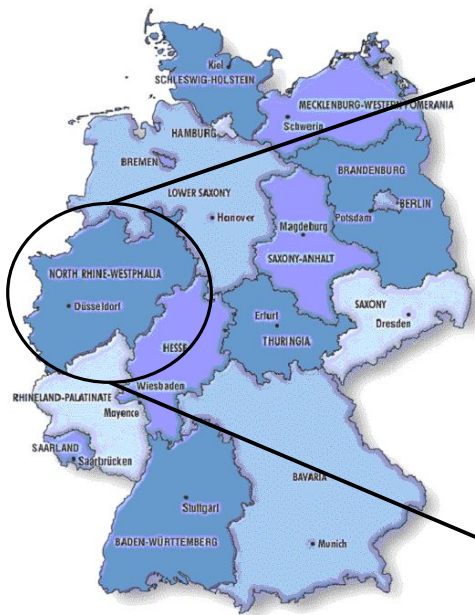 Kiel
SCHLESWIG-HOLSTEIN
MECKLENBURG-WESTERN POMERANIA
Schwerin
HAMBURG
BREMEN
LOWER SAXONY
Hanover
BRANDENBURG
BERLIN
Potsdam
Magdeburg
SAXONY-ANHALT
NORTH RHINE-WESTPHALIA
Düsseldorf
SAXONY
Dresden
Erfurt
THURINGIA
HESSE
Wiesbaden
RHINELAND-PALATINATE
Mayence
SAARLAND
Saarbrücken
BAVARIA
Stuttgart
BADEN-WÜRTTEMBERG
Munich